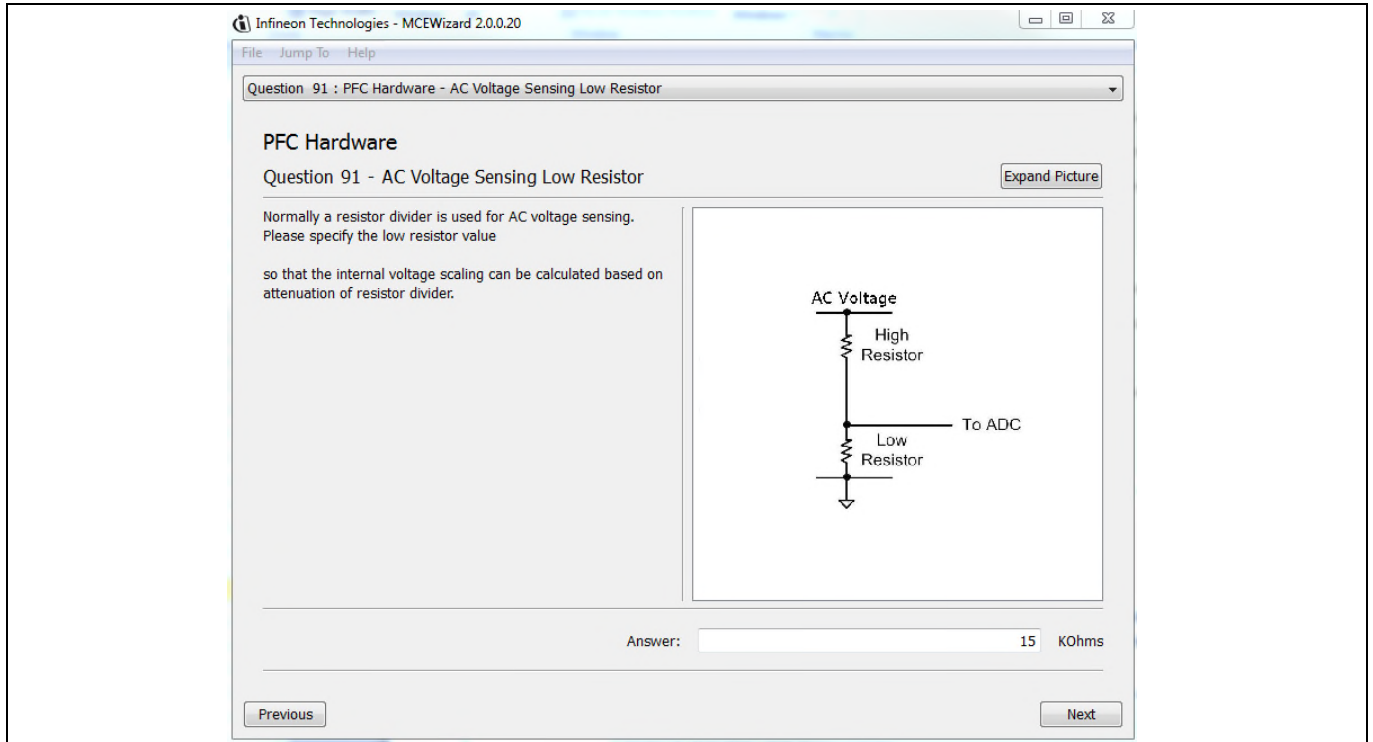 Infineon Technologies - MCEWizard 2.0.0.20
File Jump To Help
Question 91 : PFC Hardware - AC Voltage Sensing Low Resistor
PFC Hardware
Question 91 - AC Voltage Sensing Low Resistor
Expand Picture
Normally a resistor divider is used for AC voltage sensing.
Please specify the low resistor value
so that the internal voltage scaling can be calculated based on
attenuation of resistor divider.
AC Voltage
High
Resistor
To ADC
Low
Resistor
Answer: 15 KOhms
Previous Next